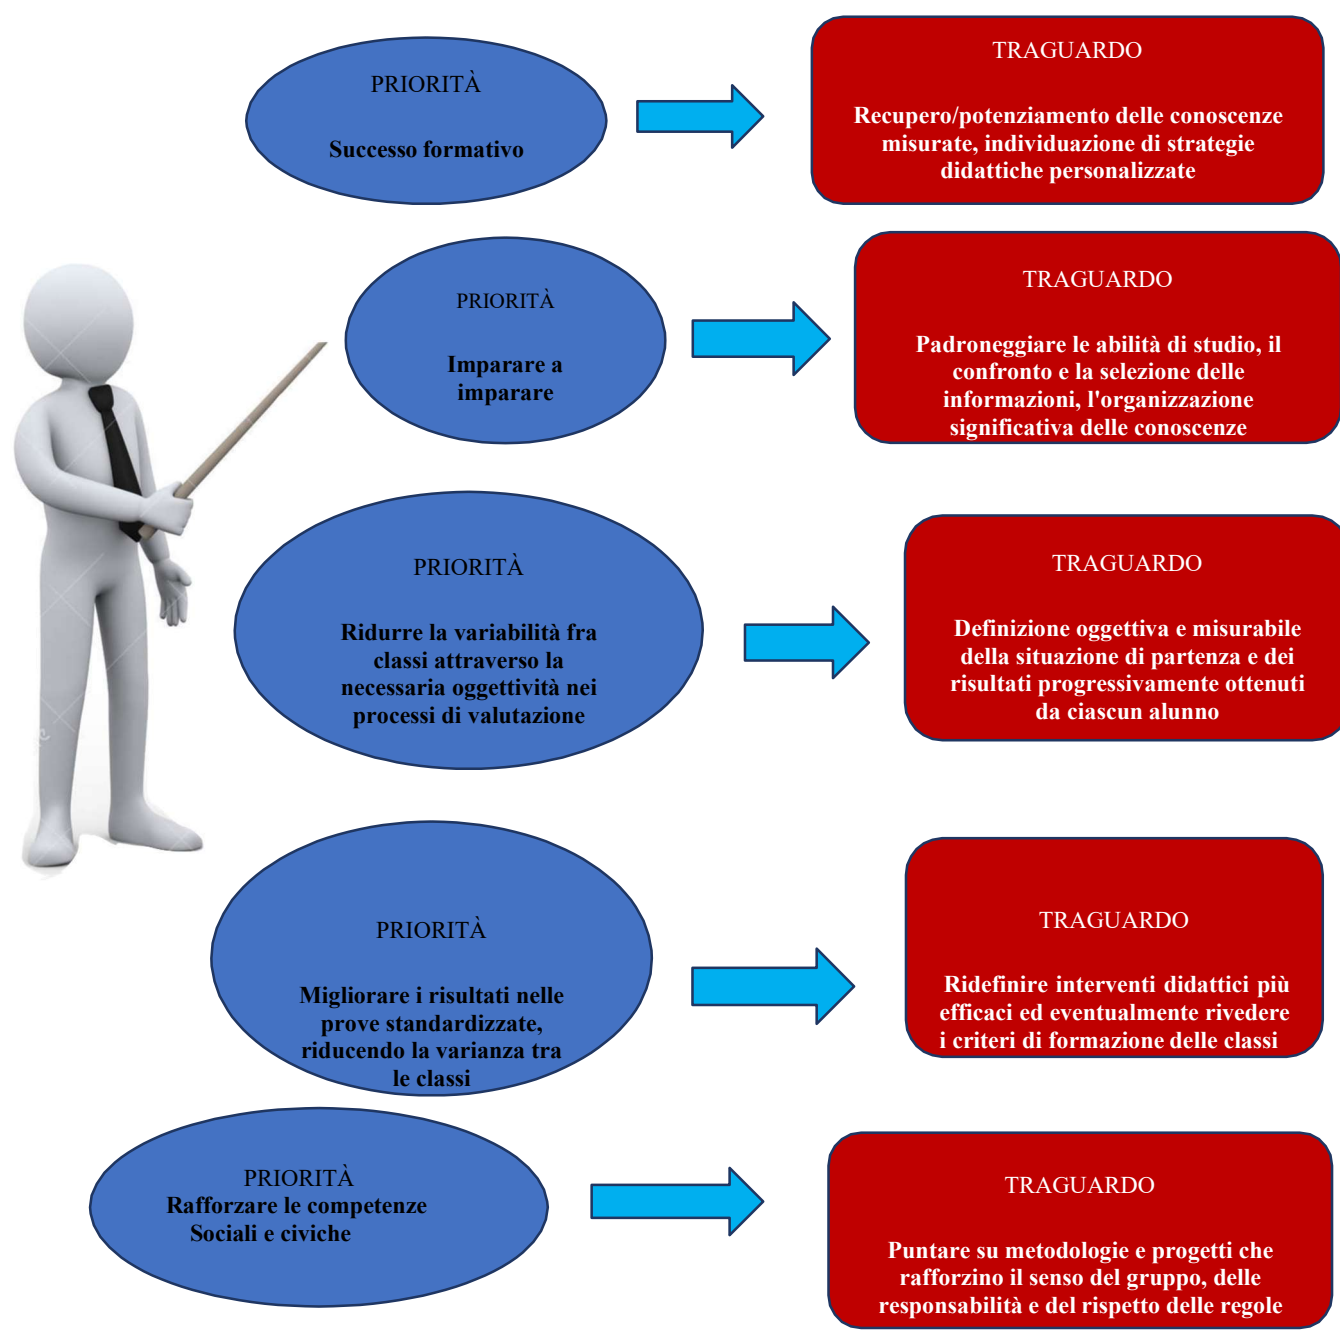 PRIORITÀ
Successo formativo
TRAGUARDO
Recupero/potenziamento delle conoscenze
misurate, individuazione di strategie
didattiche personalizzate
PRIORITÀ
Imparare a
imparare
TRAGUARDO
Padroneggiare le abilità di studio, il
confronto e la selezione delle
informazioni, l'organizzazione
significativa delle conoscenze
PRIORITÀ
Ridurre la variabilità fra
classi attraverso la
necessaria oggettività nei
processi di valutazione
TRAGUARDO
Definizione oggettiva e misurabile
della situazione di partenza e dei
risultati progressivamente ottenuti
da ciascun alunno
PRIORITÀ
Migliorare i risultati nelle
prove standardizzate,
riducendo la varianza tra
le classi
TRAGUARDO
Ridefinire interventi didattici più
efficaci ed eventualmente rivedere
i criteri di formazione delle classi
PRIORITÀ
Rafforzare le competenze
Sociali e civiche
TRAGUARDO
Puntare su metodologie e progetti che
rafforzino il senso del gruppo, delle
responsabilità e del rispetto delle regole